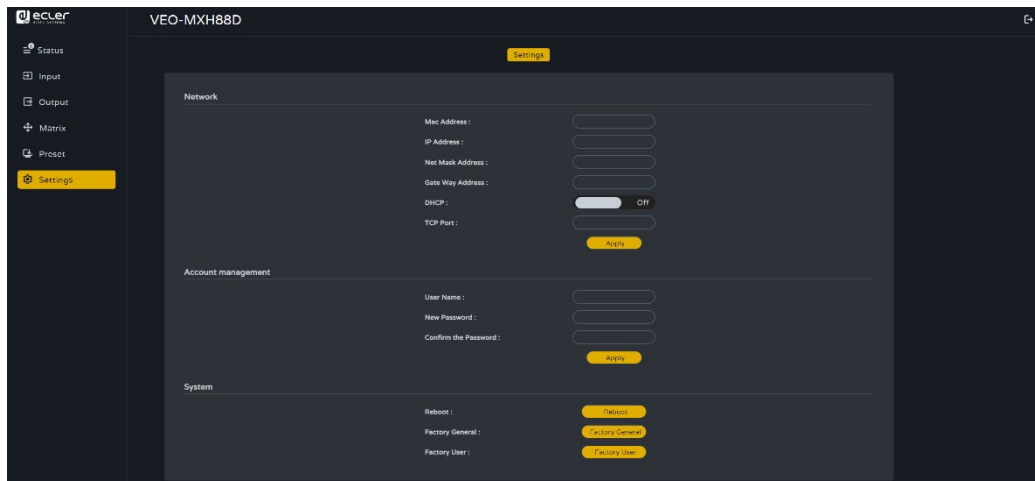 ecler
VEO-MXH88D
Status
Input
Output
Matrix
Preset
Settings
Settings
Network
Mac Address :
IP Address :
Net Mask Address :
Gate Way Address :
DHCP : Off
TCP Port :
Apply
Account management
User Name :
New Password :
Confirm the Password :
Apply
System
Reboot : Reboot
Factory General : Factory General
Factory User : Factory User